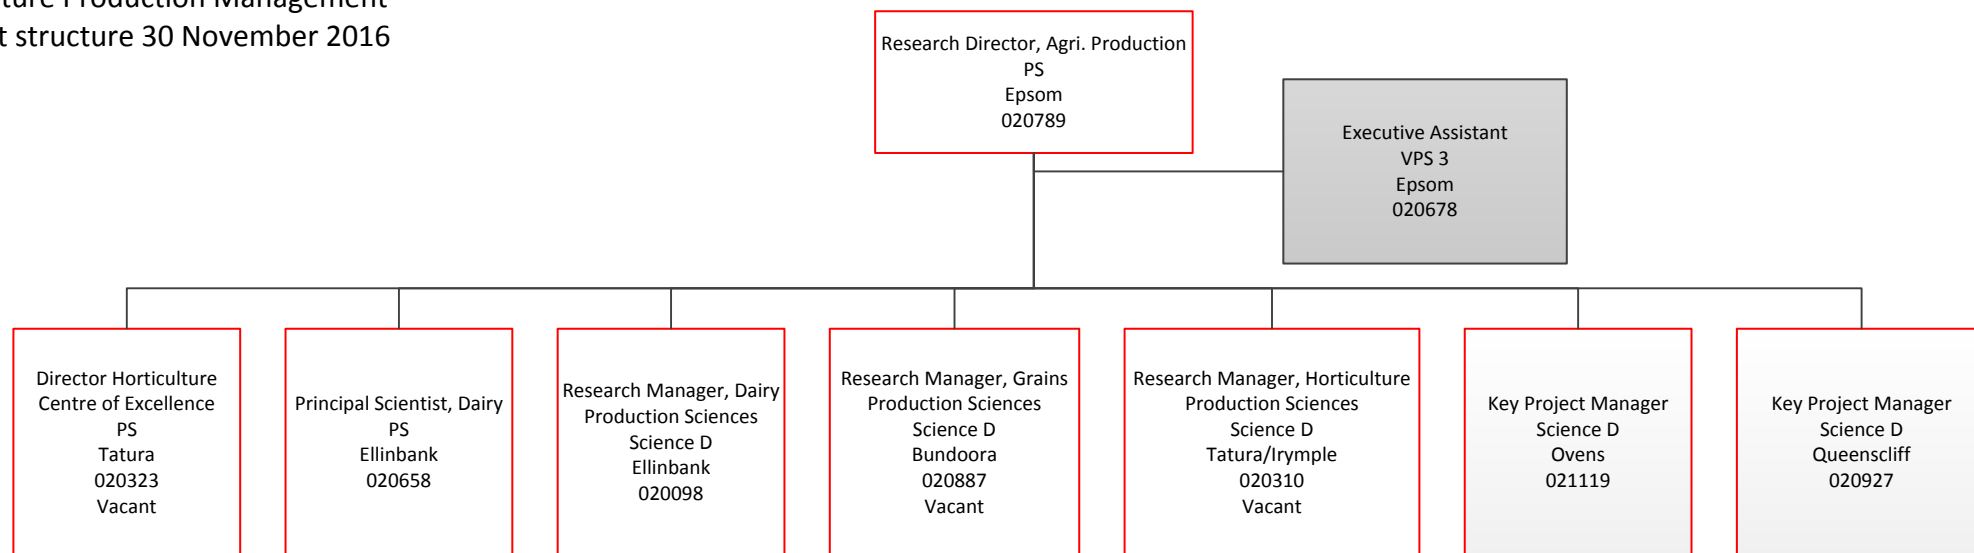 ture Production Management
t structure 30 November 2016
Research Director, Agri. Production
PS
Epsom
020789
Executive Assistant
VPS 3
Epsom
020678
Director Horticulture
Centre of Excellence
PS
Tatura
020323
Vacant
Principal Scientist, Dairy
PS
Ellinbank
020658
Research Manager, Dairy
Production Sciences
Science D
Ellinbank
020098
Research Manager, Grains
Production Sciences
Science D
Bundoora
020887
Vacant
Research Manager, Horticulture
Production Sciences
Science D
Tatura/Irymple
020310
Vacant
Key Project Manager
Science D
Ovens
021119
Key Project Manager
Science D
Queenscliff
020927